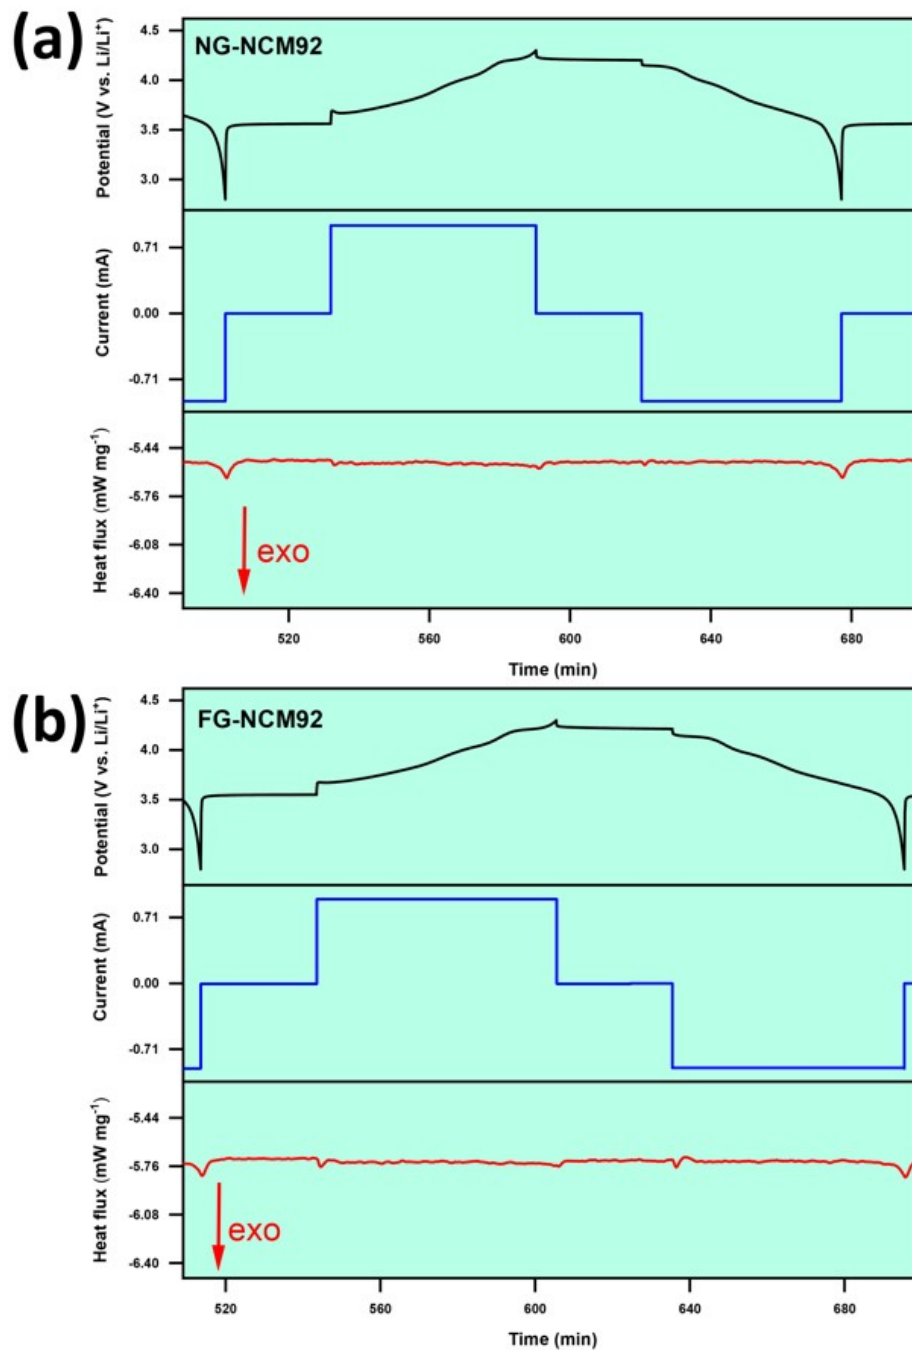 (a)
NG-NCM92
Potential (V vs. Li/Li⁺)
4.5
4.0
3.5
3.0
Current (mA)
0.71
0.00
-0.71
Heat flux (mW mg⁻¹)
-5.44
-5.76
-6.08
-6.40
exo
520 560 600 640 680
Time (min)
(b)
FG-NCM92
Potential (V vs. Li/Li⁺)
4.5
4.0
3.5
3.0
Current (mA)
0.71
0.00
-0.71
Heat flux (mW mg⁻¹)
-5.44
-5.76
-6.08
-6.40
exo
520 560 600 640 680
Time (min)